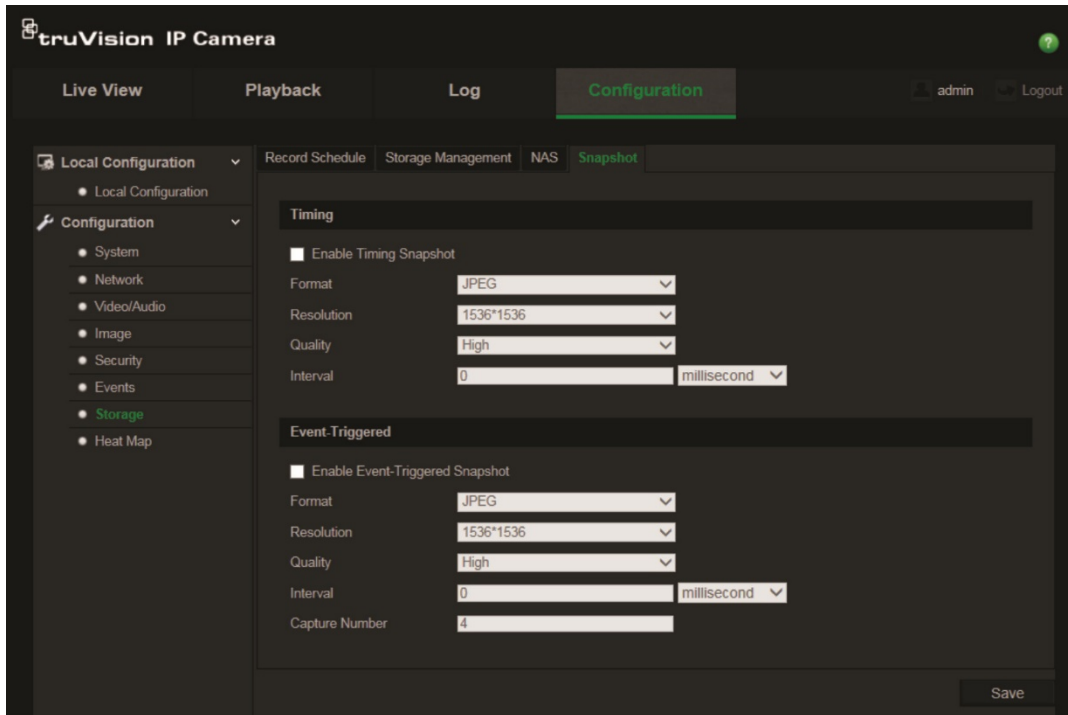 truVision IP Camera
?
Live View Playback Log Configuration admin Logout
Local Configuration
Local Configuration
Configuration
System
Network
Video/Audio
Image
Security
Events
Storage
Heat Map
Record Schedule Storage Management NAS Snapshot
Timing
Enable Timing Snapshot
Format JPEG
Resolution 1536*1536
Quality High
Interval 0 millisecond
Event-Triggered
Enable Event-Triggered Snapshot
Format JPEG
Resolution 1536*1536
Quality High
Interval 0 millisecond
Capture Number 4
Save